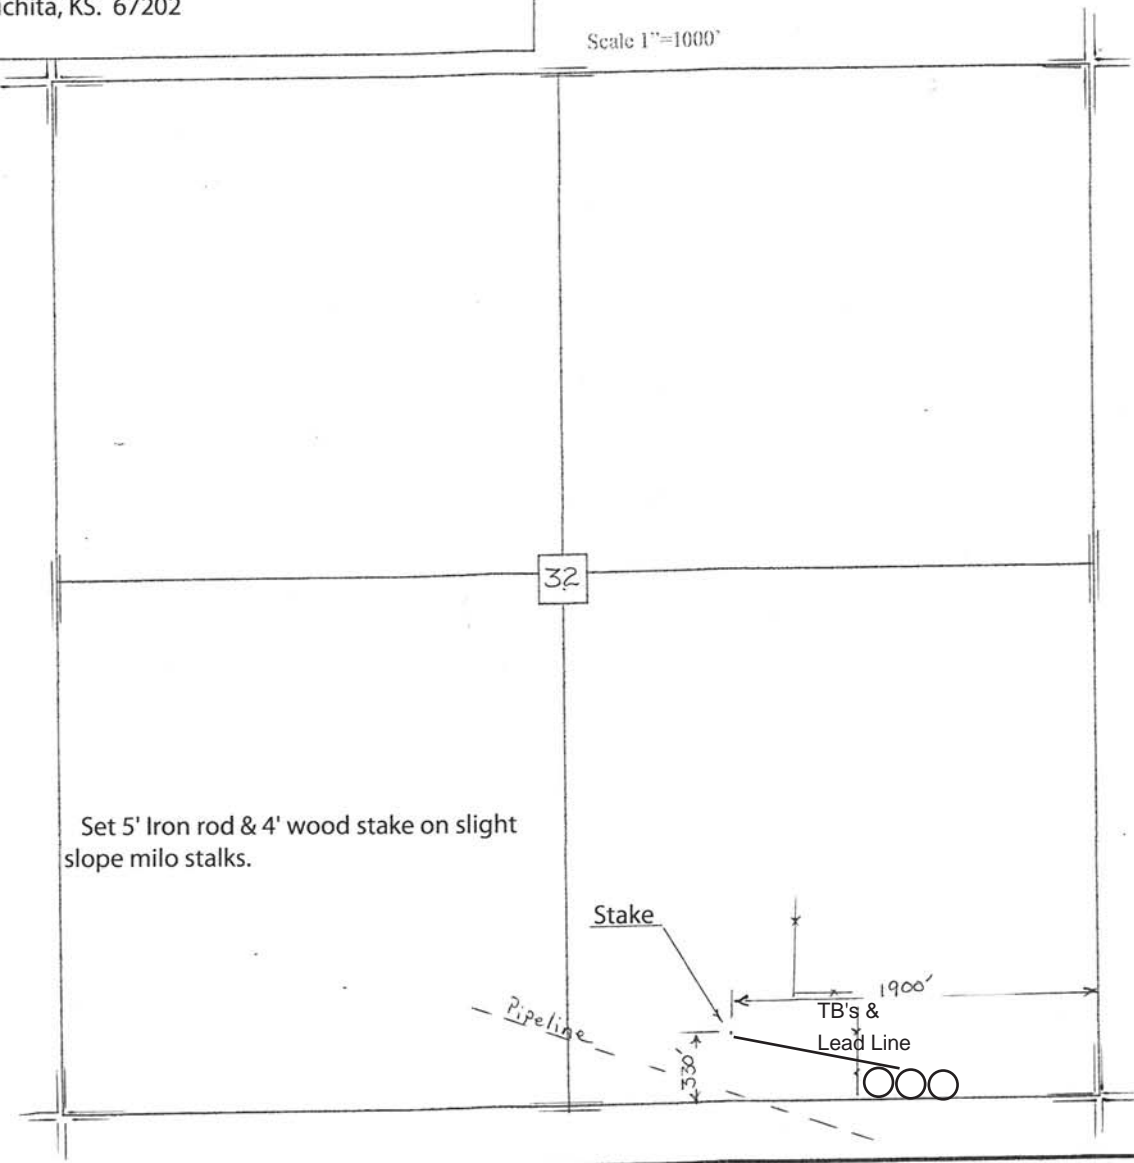 chita, KS. 67202
Scale 1"=1000'
32
Set 5' Iron rod & 4' wood stake on slight
slope milo stalks.
Stake
1900'
Pipeline
TB's &
Lead Line
330'